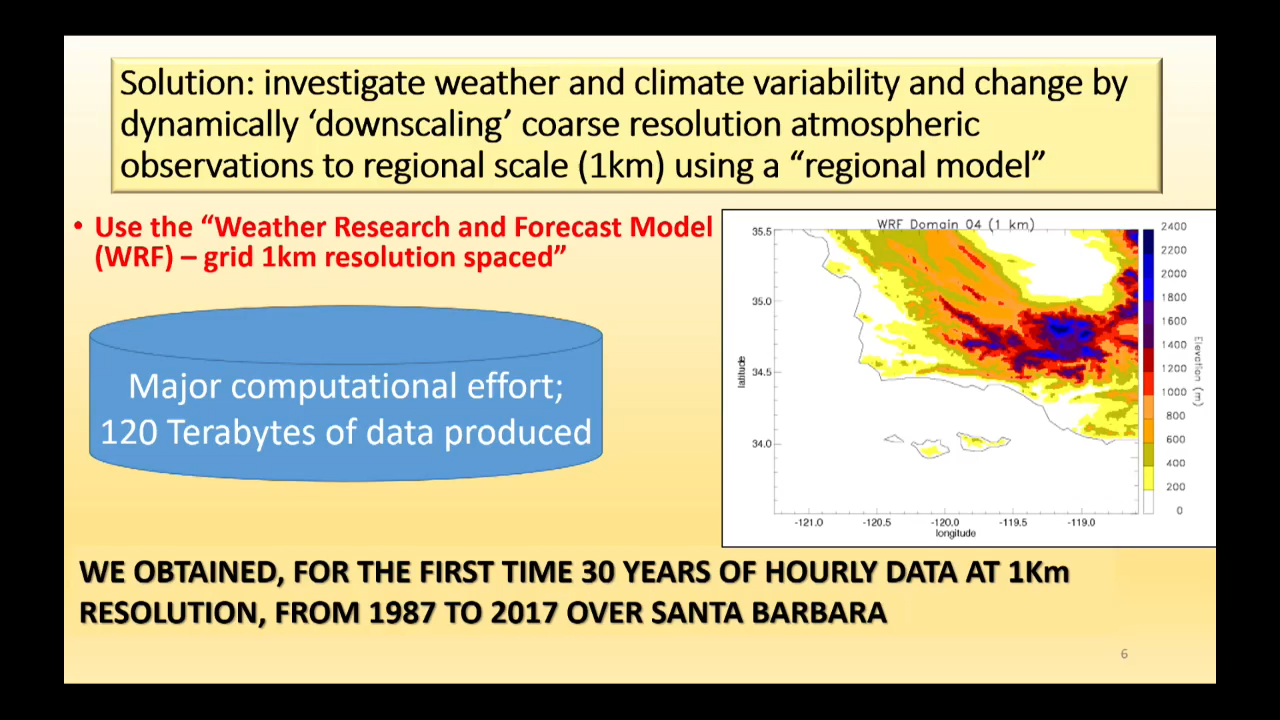 Solution: investigate weather and climate variability and change by
dynamically ‘downscaling’ coarse resolution atmospheric
observations to regional scale (1km) using a “regional model”
• Use the “Weather Research and Forecast Model
(WRF) – grid 1km resolution spaced”
Major computational effort;
120 Terabytes of data produced
WRF Domain 04 (1 km)
35.5
35.0
34.5
34.0
latitude
-121.0 -120.5 -120.0 -119.5 -119.0
longitude
2400
2200
2000
1800
1600
1400
1200
1000
800
600
400
200
0
Elevation (m)
WE OBTAINED, FOR THE FIRST TIME 30 YEARS OF HOURLY DATA AT 1Km
RESOLUTION, FROM 1987 TO 2017 OVER SANTA BARBARA
6